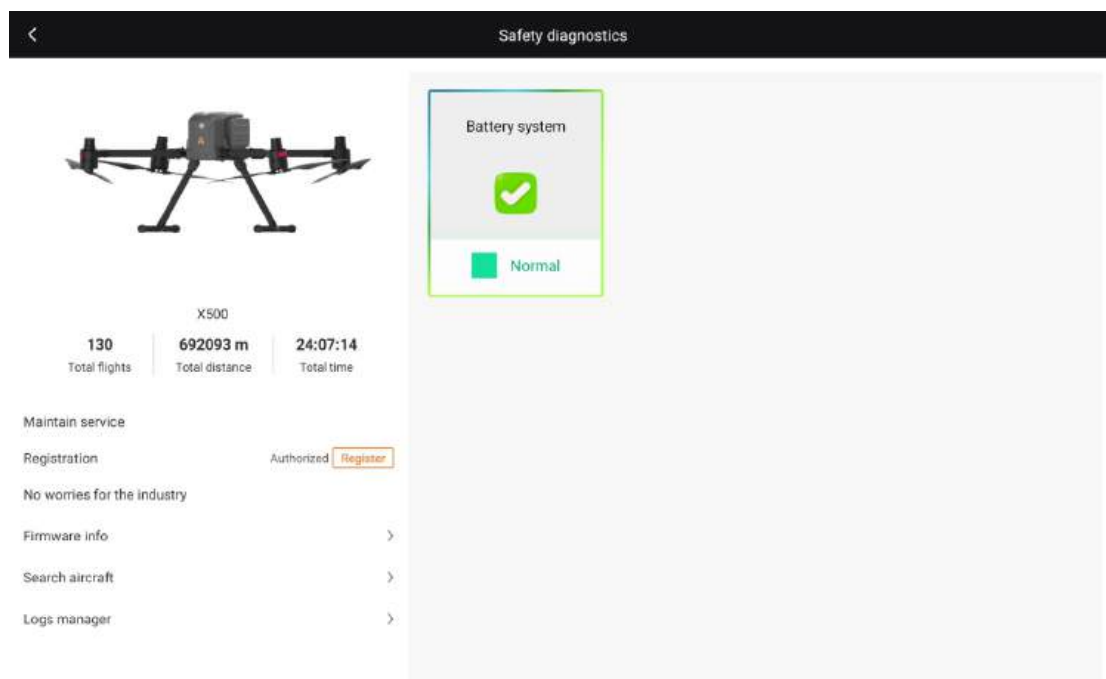 Safety diagnostics
Battery system
Normal
X500
130 692093 m 24:07:14
Total flights Total distance Total time
Maintain service
Registration Authorized Register
No worries for the industry
Firmware info
Search aircraft
Logs manager